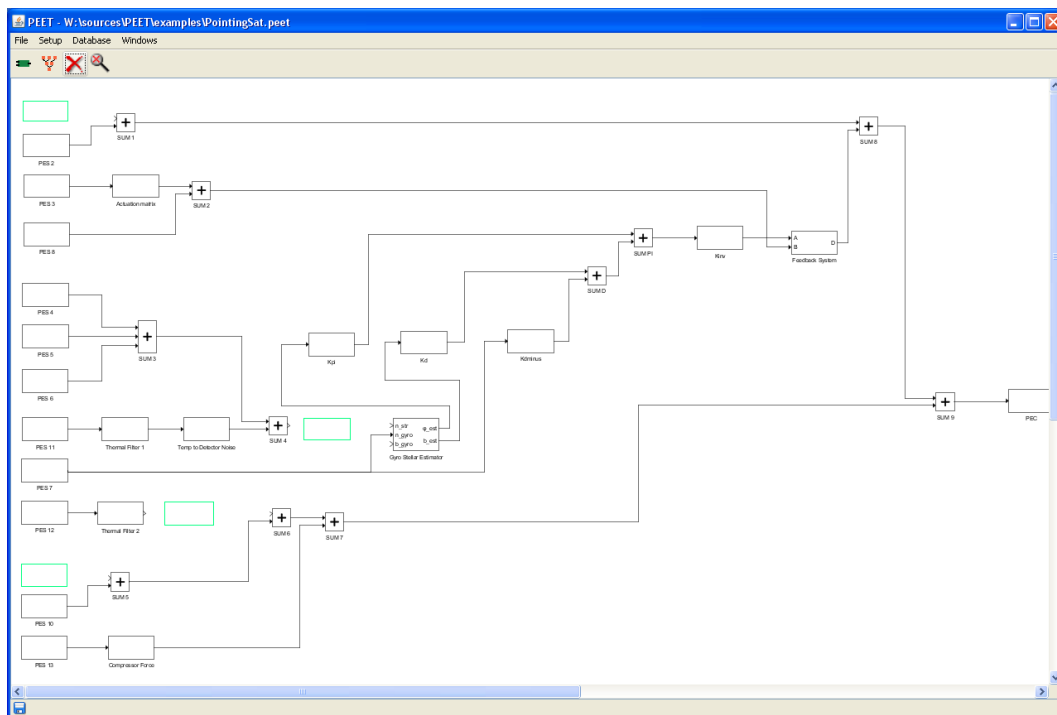 PEET - W:\sources\PEET\examples\PointingSat.peet
File Setup Database Windows
SUM 1
PES 2
SUM 8
PES 3
Actuation matrix
SUM 2
PES 8
SUM PI
Kinv
A
B
D
Feedback System
SUM D
PES 4
PES 5
PES 6
SUM 3
Kpi
Kd
Kdminus
PES 11
Thermal Filter 1
Temp to Detector Noise
SUM 4
n_str
n_gyro
b_gyro
φ_est
b_est
Gyro Stellar Estimator
SUM 9
PEC
PES 7
PES 12
Thermal Filter 2
SUM 6
SUM 7
SUM 5
PES 10
PES 13
Compressor Force